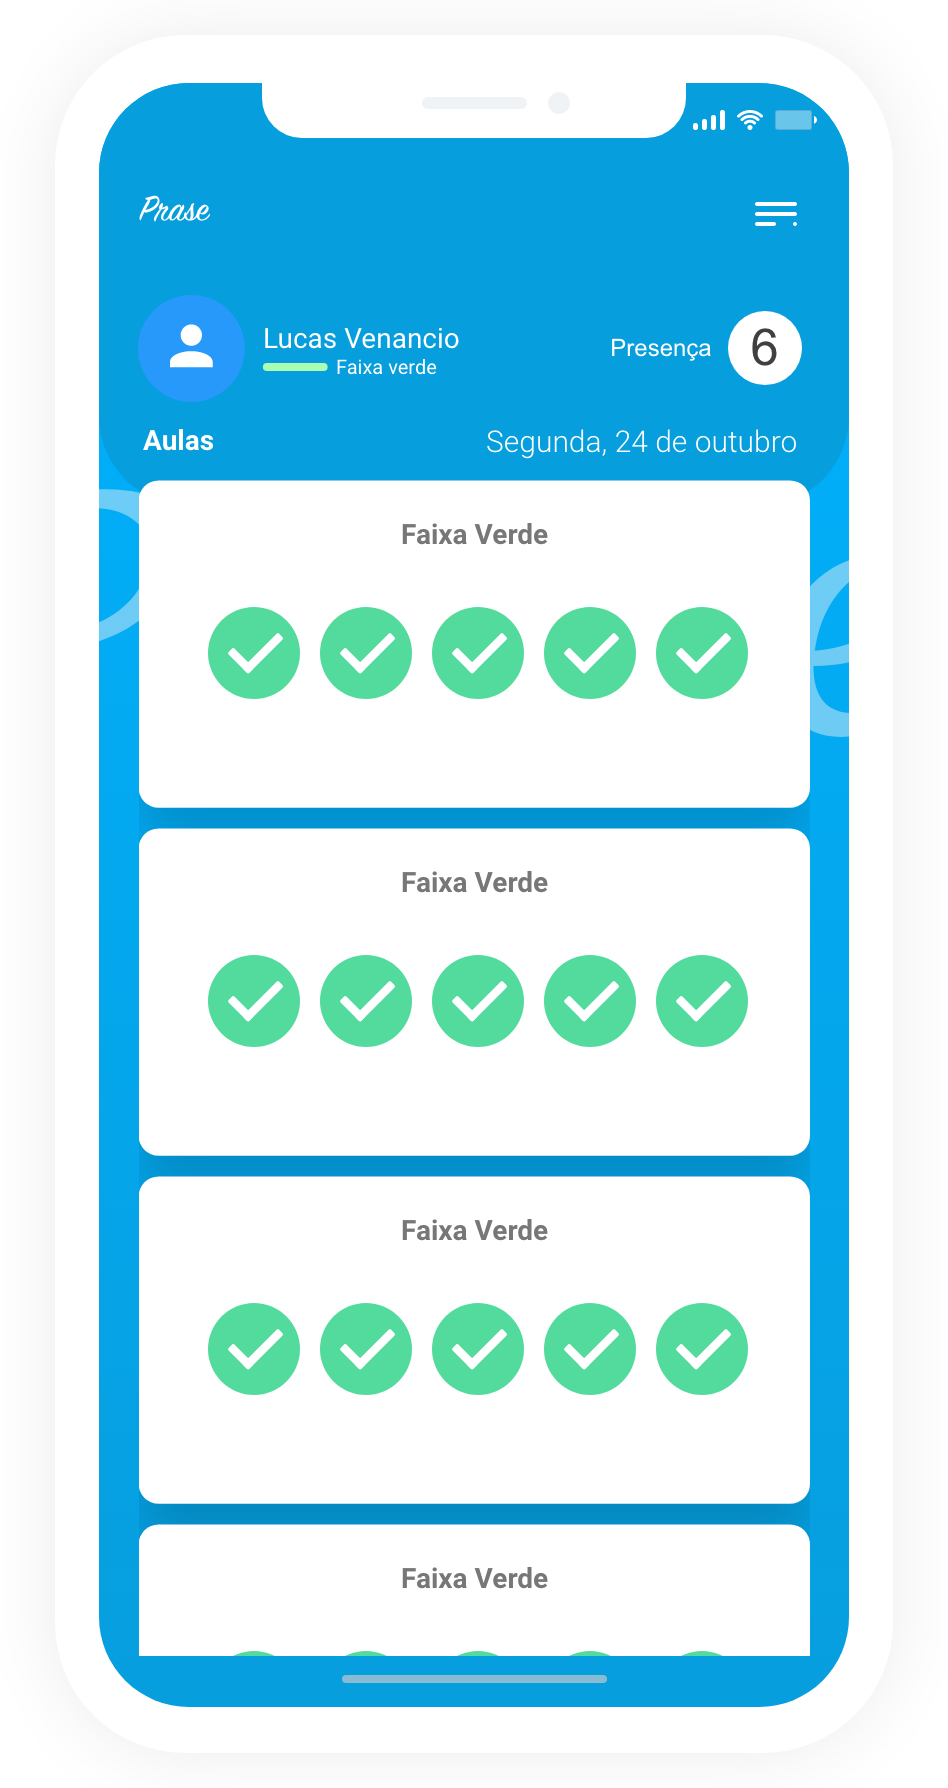 Prase
Lucas Venancio
Faixa verde
Presença 6
Aulas
Segunda, 24 de outubro
Faixa Verde
Faixa Verde
Faixa Verde
Faixa Verde